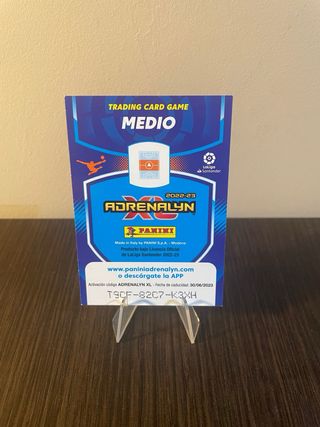 TRADING CARD GAME
MEDIO
LaLiga
Santander
2022-23
ADRENALYN
XL
PANINI
Made in Italy by PANINI S.p.A. - Modena
Producto bajo Licencia Oficial
de LaLiga Santander 2022-23
www.paniniadrenalyn.com
o descárgate la APP
Activación código ADRENALYN XL - Fecha de caducidad: 30/06/2023
T9CF-82C7-K3XH